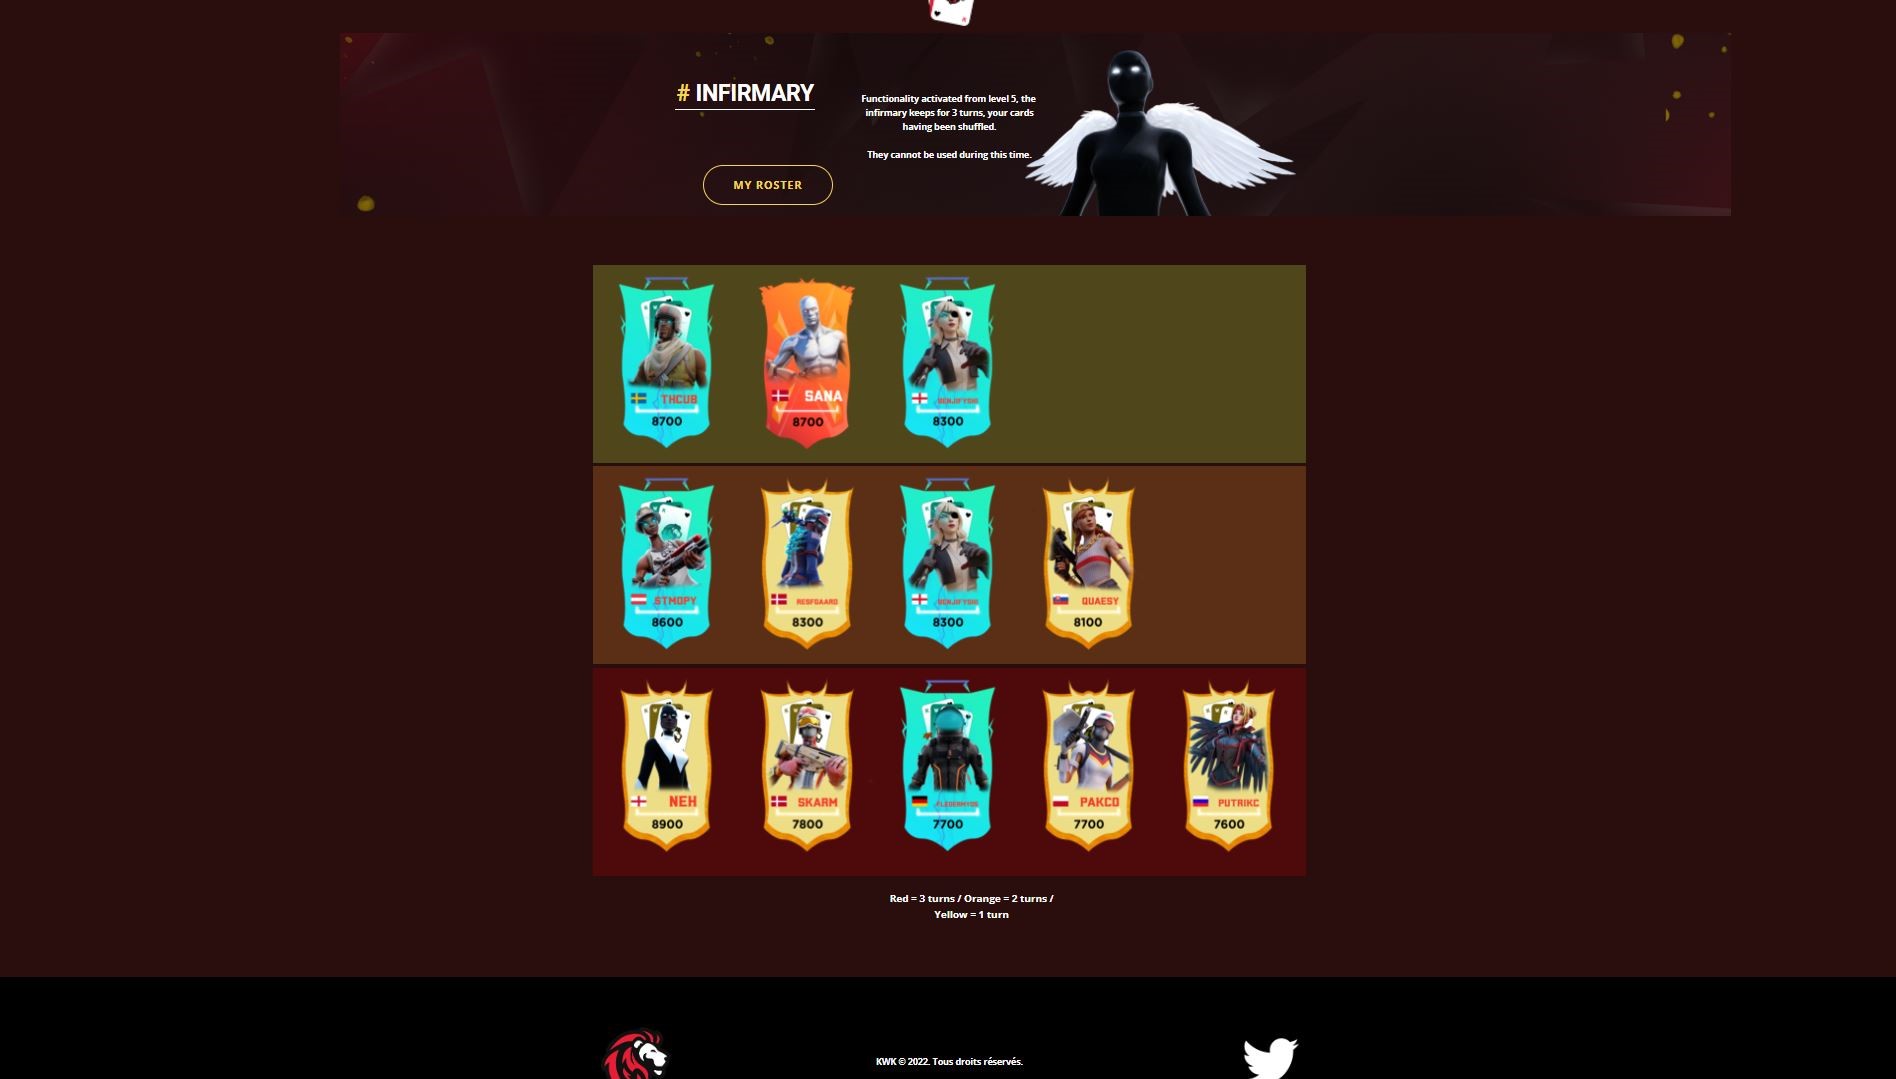 # INFIRMARY
Functionality activated from level 5, the
infirmary keeps for 3 turns, your cards
having been shuffled.
They cannot be used during this time.
MY ROSTER
THCUB
8700
SANA
8700
BENJIFYSHI
8300
STMOPY
8600
RESFGAARD
8300
BENJIFYSHI
8300
QUAESY
8100
NEH
8900
SKARM
7800
7700
PAKCO
7700
PUTRIKC
7600
Red = 3 turns / Orange = 2 turns /
Yellow = 1 turn
KWK © 2022. Tous droits réservés.